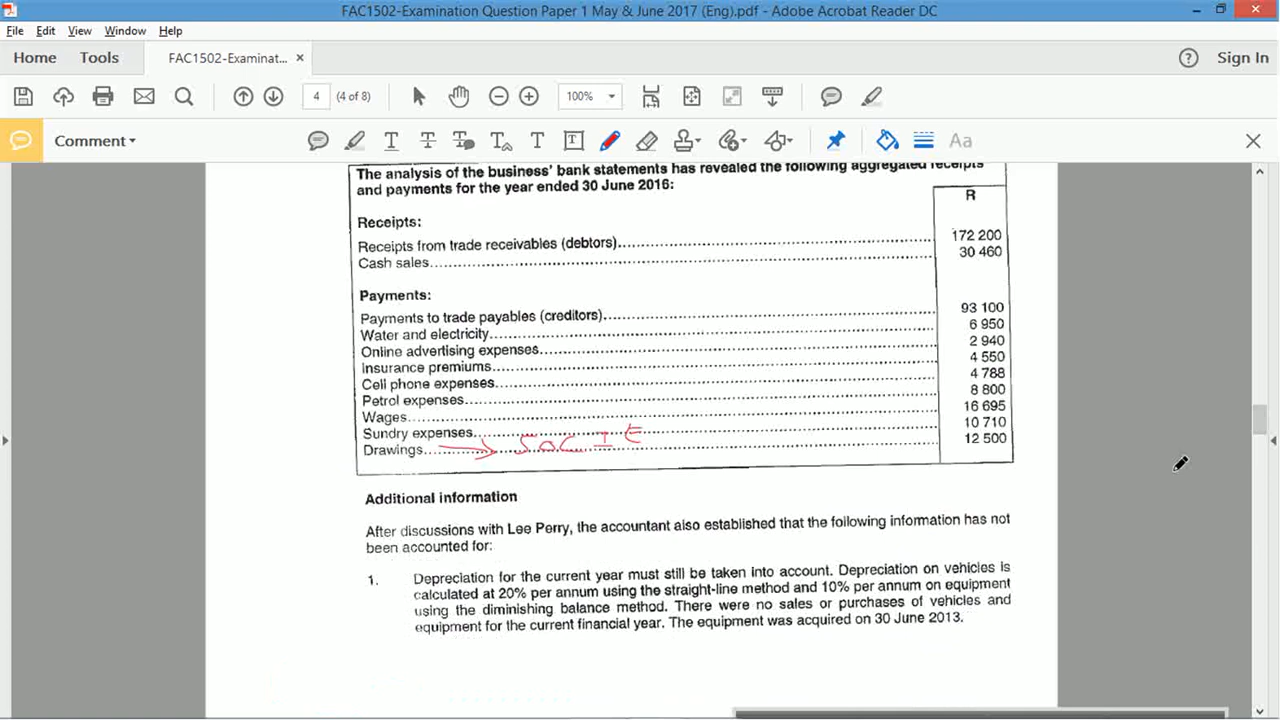 FAC1502-Examination Question Paper 1 May & June 2017 (Eng).pdf - Adobe Acrobat Reader DC
File Edit View Window Help
Home Tools FAC1502-Examinat... × Sign In
4 (4 of 8) 100%
Comment
The analysis of the business' bank statements has revealed the following aggregated receipts
and payments for the year ended 30 June 2016:
R
Receipts:
Receipts from trade receivables (debtors) 172 200
Cash sales 30 460
Payments:
Payments to trade payables (creditors) 93 100
Water and electricity 6 950
Online advertising expenses 2 940
Insurance premiums 4 550
Cell phone expenses 4 788
Petrol expenses 8 800
Wages 16 695
Sundry expenses 10 710
Drawings → SOC I E 12 500
Additional information
After discussions with Lee Perry, the accountant also established that the following information has not
been accounted for:
1. Depreciation for the current year must still be taken into account. Depreciation on vehicles is
calculated at 20% per annum using the straight-line method and 10% per annum on equipment
using the diminishing balance method. There were no sales or purchases of vehicles and
equipment for the current financial year. The equipment was acquired on 30 June 2013.